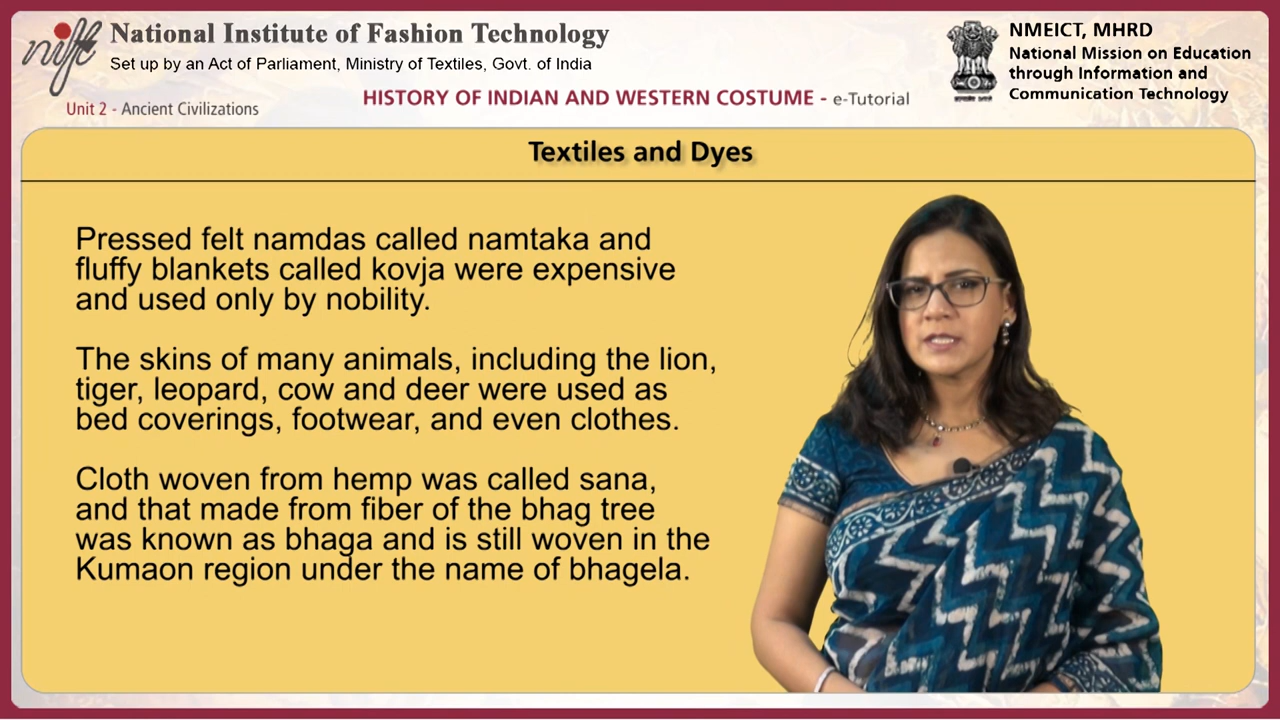 nift
National Institute of Fashion Technology
Set up by an Act of Parliament, Ministry of Textiles, Govt. of India
NMEICT, MHRD
National Mission on Education
through Information and
Communication Technology
Unit 2 - Ancient Civilizations
HISTORY OF INDIAN AND WESTERN COSTUME - e-Tutorial
Textiles and Dyes
Pressed felt namdas called namtaka and
fluffy blankets called kovja were expensive
and used only by nobility.
The skins of many animals, including the lion,
tiger, leopard, cow and deer were used as
bed coverings, footwear, and even clothes.
Cloth woven from hemp was called sana,
and that made from fiber of the bhag tree
was known as bhaga and is still woven in the
Kumaon region under the name of bhagela.